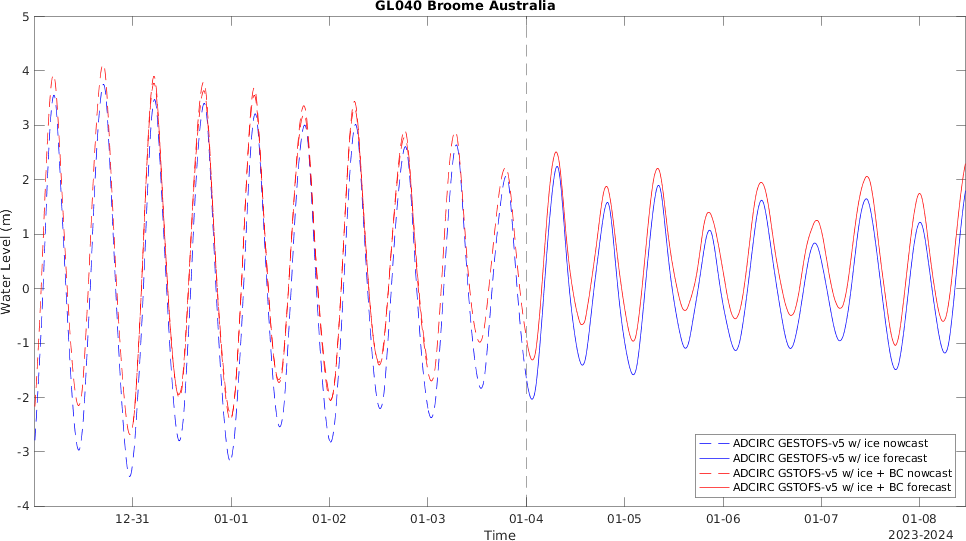 GL040 Broome Australia
5
4
3
2
1
0
-1
-2
-3
-4
Water Level (m)
ADCIRC GESTOFS-v5 w/ ice nowcast
ADCIRC GESTOFS-v5 w/ ice forecast
ADCIRC GSTOFS-v5 w/ ice + BC nowcast
ADCIRC GSTOFS-v5 w/ ice + BC forecast
12-31 01-01 01-02 01-03 01-04 01-05 01-06 01-07 01-08
Time
2023-2024